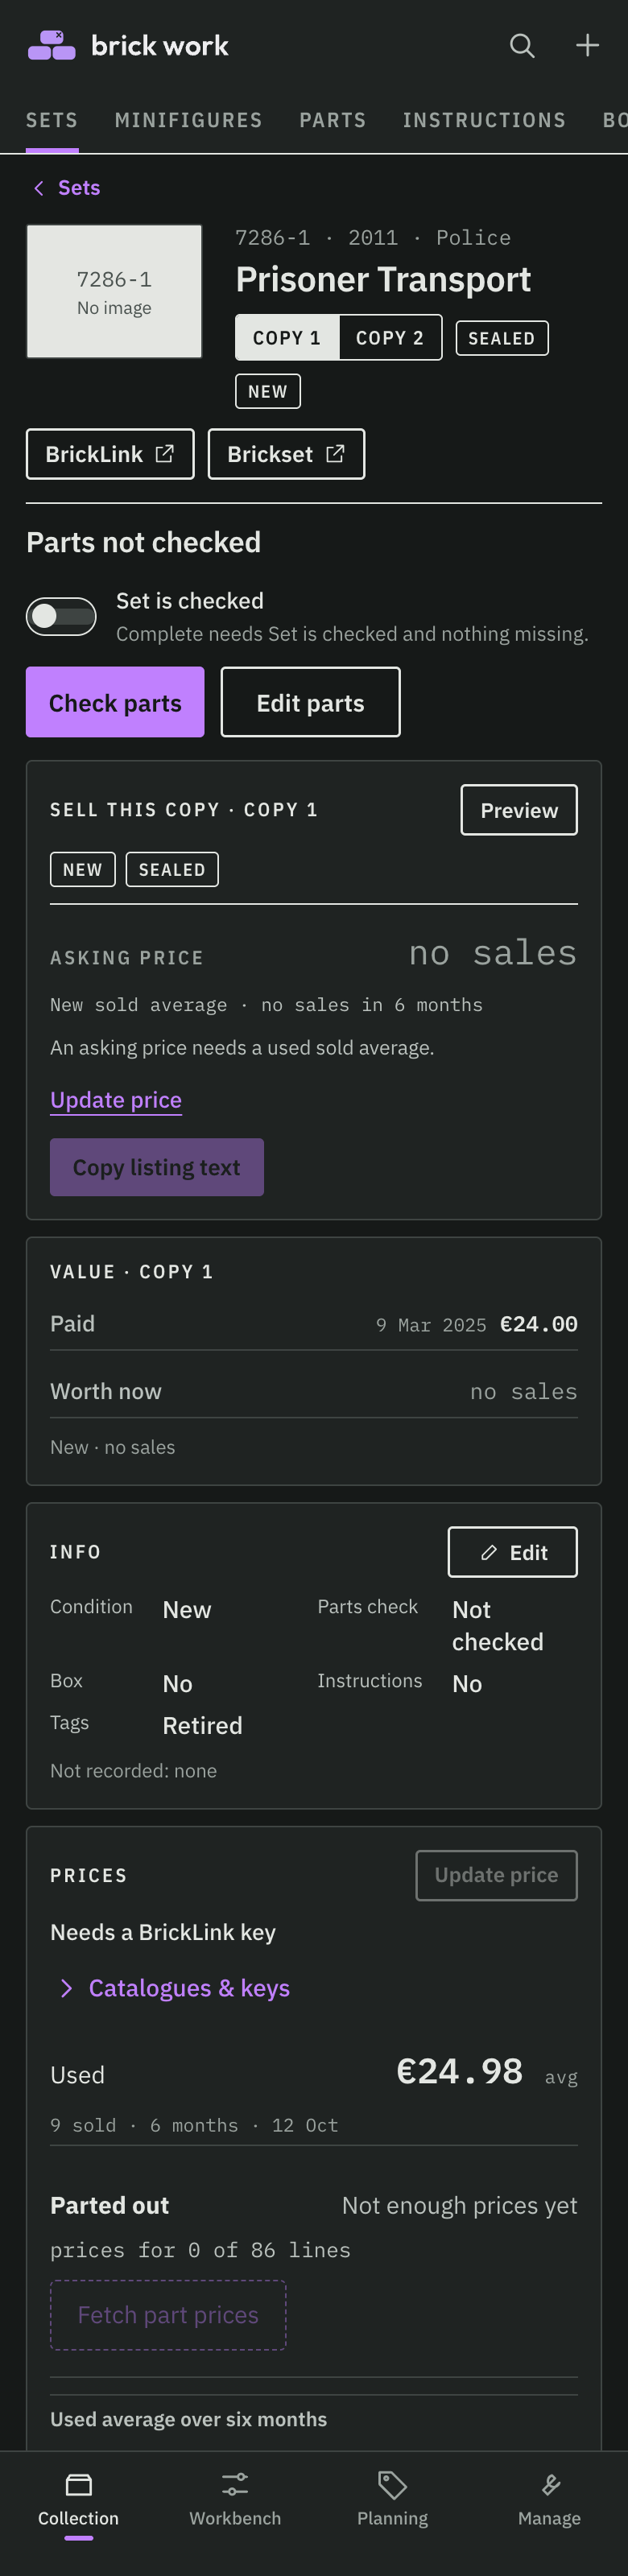 brick work
SETS MINIFIGURES PARTS INSTRUCTIONS BO
Sets
7286-1
No image
7286-1 · 2011 · Police
Prisoner Transport
COPY 1 COPY 2 SEALED
NEW
BrickLink Brickset
Parts not checked
Set is checked
Complete needs Set is checked and nothing missing.
Check parts Edit parts
SELL THIS COPY · COPY 1 Preview
NEW SEALED
ASKING PRICE no sales
New sold average · no sales in 6 months
An asking price needs a used sold average.
Update price
Copy listing text
VALUE · COPY 1
Paid 9 Mar 2025 €24.00
Worth now no sales
New · no sales
INFO Edit
Condition New Parts check Not
checked
Box No Instructions No
Tags Retired
Not recorded: none
PRICES Update price
Needs a BrickLink key
Catalogues & keys
Used €24.98 avg
9 sold · 6 months · 12 Oct
Parted out Not enough prices yet
prices for 0 of 86 lines
Fetch part prices
Used average over six months
Collection Workbench Planning Manage